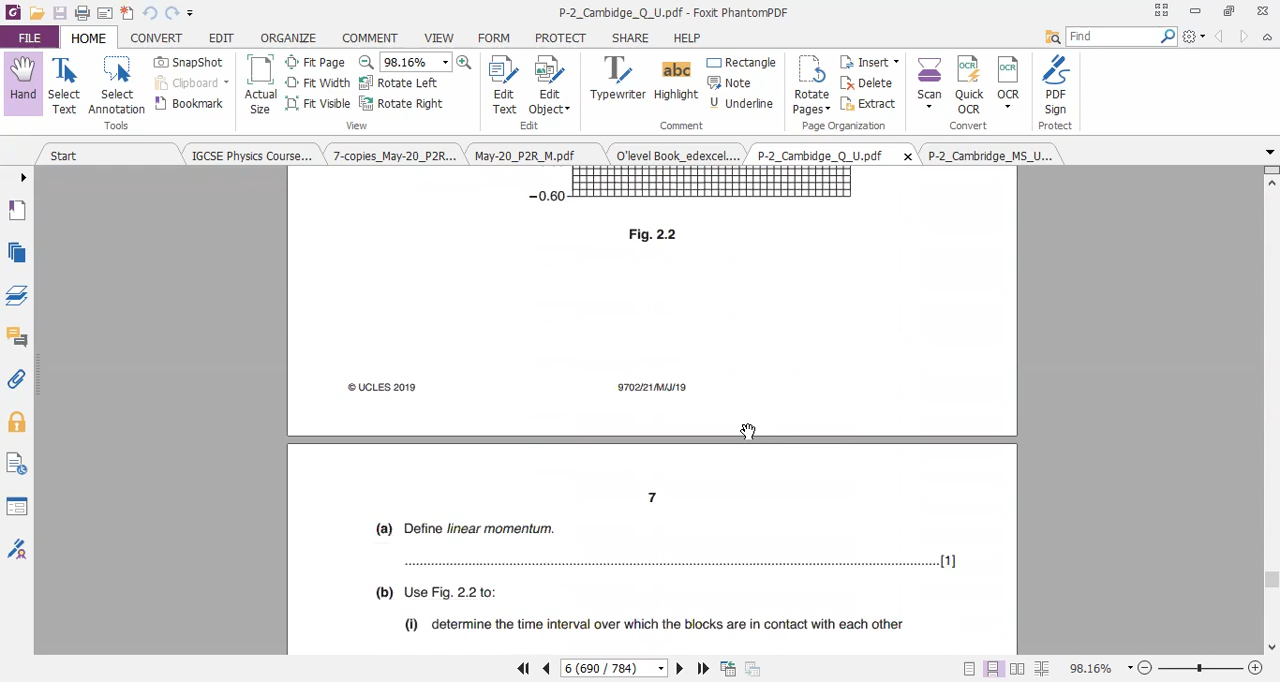 P-2_Cambidge_Q_U.pdf - Foxit PhantomPDF
FILE HOME CONVERT EDIT ORGANIZE COMMENT VIEW FORM PROTECT SHARE HELP Find
Hand
Select Text
Select Annotation
SnapShot
Clipboard
Bookmark
Tools
Actual Size
Fit Page
Fit Width
Fit Visible
98.16%
Rotate Left
Rotate Right
View
Edit Text
Edit Object
Edit
Typewriter
abc
Highlight
Rectangle
Note
U Underline
Comment
Rotate Pages
Insert
Delete
Extract
Page Organization
Scan
OCR
Quick OCR
OCR
OCR
Convert
PDF Sign
Protect
Start IGCSE Physics Course... 7-copies_May-20_P2R... May-20_P2R_M.pdf O'level Book_edexcel.... P-2_Cambidge_Q_U.pdf P-2_Cambridge_MS_U...
−0.60
Fig. 2.2
© UCLES 2019 9702/21/M/J/19
7
(a) Define linear momentum.
.......................................................................................................................................[1]
(b) Use Fig. 2.2 to:
(i) determine the time interval over which the blocks are in contact with each other
6 (690 / 784) 98.16%